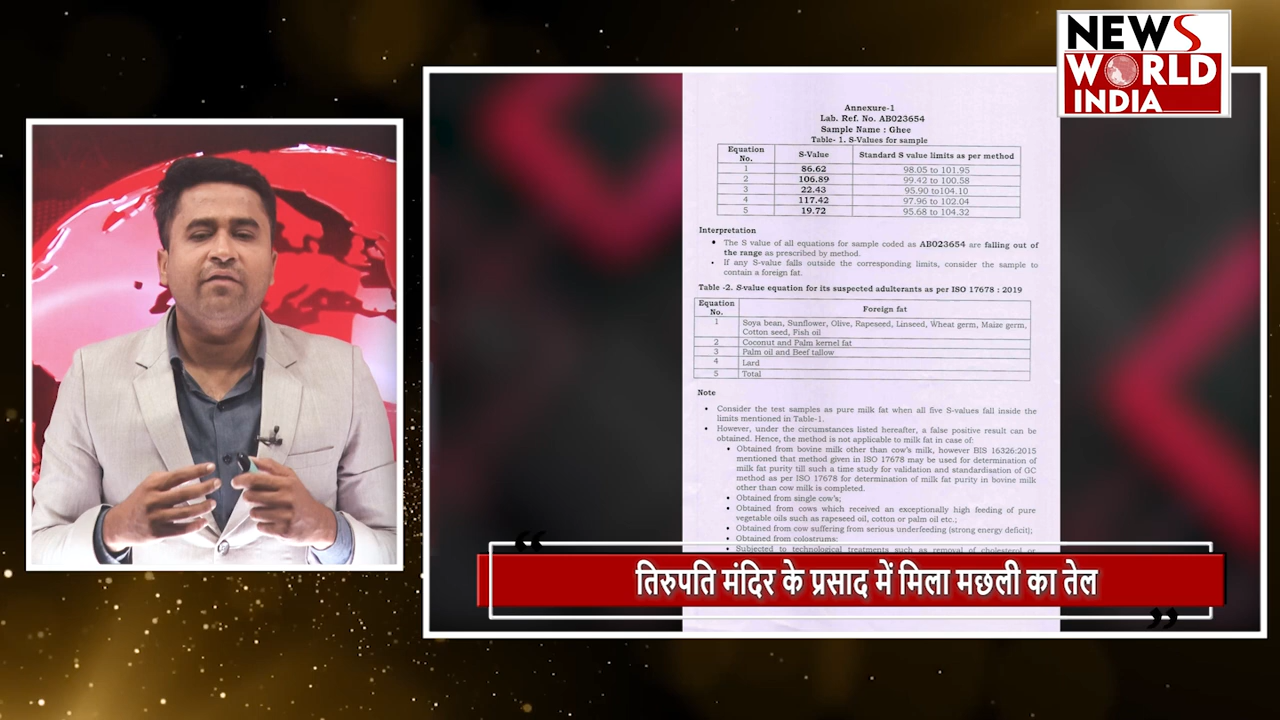 NEWS
WORLD
INDIA
Annexure-1
Lab. Ref. No. AB023654
Sample Name : Ghee
Table- 1. S-Values for sample
Equation No. S-Value Standard S value limits as per method
1 86.62 98.05 to 101.95
2 106.89 99.42 to 100.58
3 22.43 95.90 to104.10
4 117.42 97.96 to 102.04
5 19.72 95.68 to 104.32
Interpretation
• The S value of all equations for sample coded as AB023654 are falling out of
the range as prescribed by method.
• If any S-value falls outside the corresponding limits, consider the sample to
contain a foreign fat.
Table -2. S-value equation for its suspected adulterants as per ISO 17678 : 2019
Equation No. Foreign fat
1 Soya bean, Sunflower, Olive, Rapeseed, Linseed, Wheat germ, Maize germ,
Cotton seed, Fish oil
2 Coconut and Palm kernel fat
3 Palm oil and Beef tallow
4 Lard
5 Total
Note
• Consider the test samples as pure milk fat when all five S-values fall inside the
limits mentioned in Table-1.
• However, under the circumstances listed hereafter, a false positive result can be
obtained. Hence, the method is not applicable to milk fat in case of:
• Obtained from bovine milk other than cow's milk, however BIS 16326:2015
mentioned that method given in ISO 17678 may be used for determination of
milk fat purity till such a time study for validation and standardisation of GC
method as per ISO 17678 for determination of milk fat purity in bovine milk
other than cow milk is completed.
• Obtained from single cow's;
• Obtained from cows which received an exceptionally high feeding of pure
vegetable oils such as rapeseed oil, cotton or palm oil etc.;
• Obtained from cow suffering from serious underfeeding (strong energy deficit);
• Obtained from colostrums;
• Subjected to technological treatments such as removal of cholesterol or
“
तिरुपति मंदिर के प्रसाद में मिला मछली का तेल
”